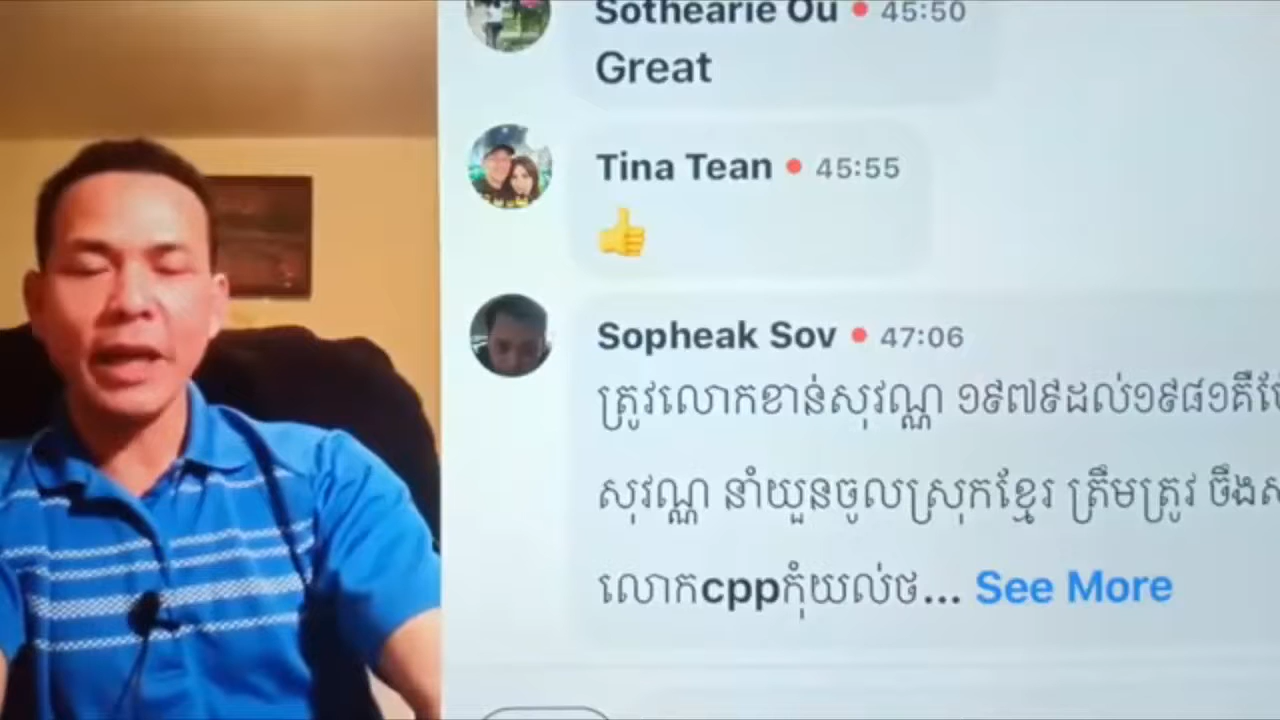 Sothearie Ou 45:50
Great
Tina Tean 45:55
Sopheak Sov 47:06
ត្រូវលោកខាន់សុវណ្ណ ១៩៧៩ដល់១៩៨១គឺ
សុវណ្ណ នាំយួនចូលស្រុកខ្មែរ ត្រឹមត្រូវ ចឹង
លោកcppកុំយល់ថ... See More